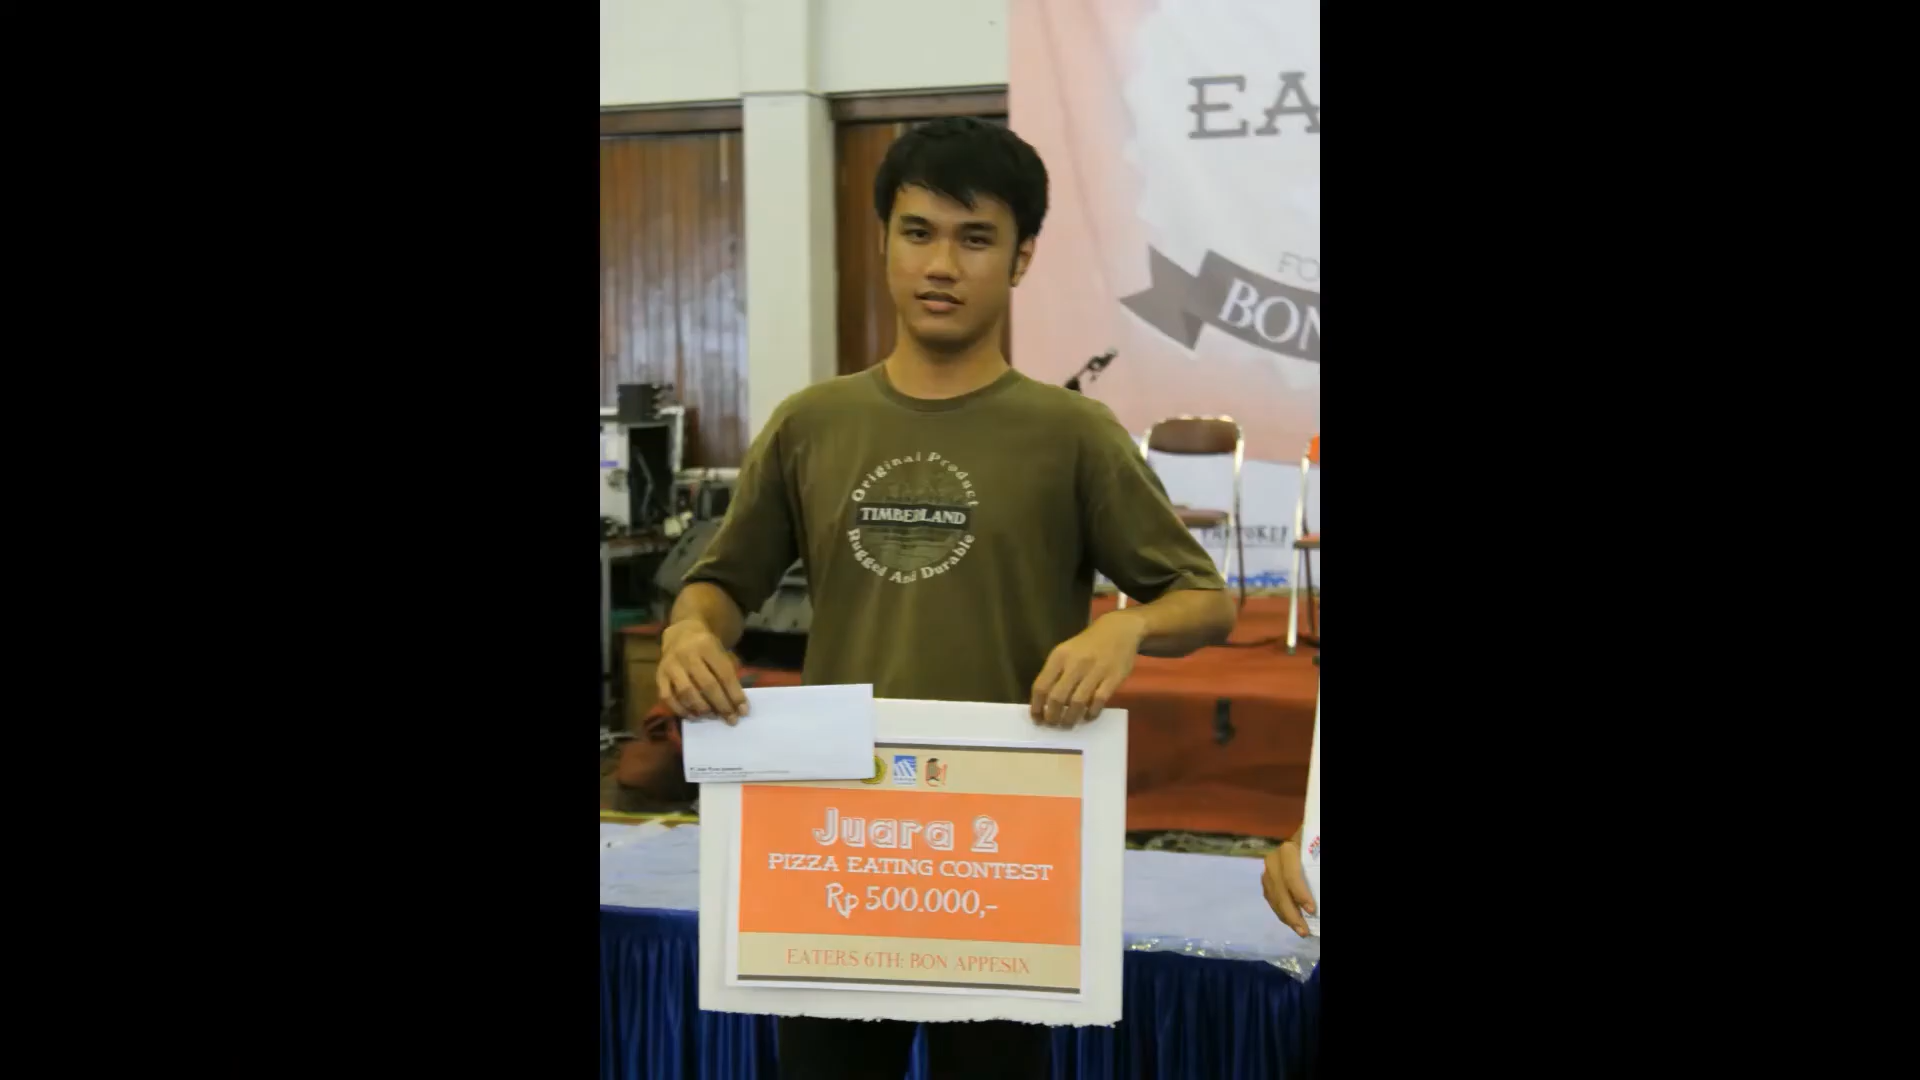 EA
FO
BON
Original Product
TIMBERLAND
Rugged And Durable
Juara 2
PIZZA EATING CONTEST
Rp 500.000,-
EATERS 6TH: BON APPESIX